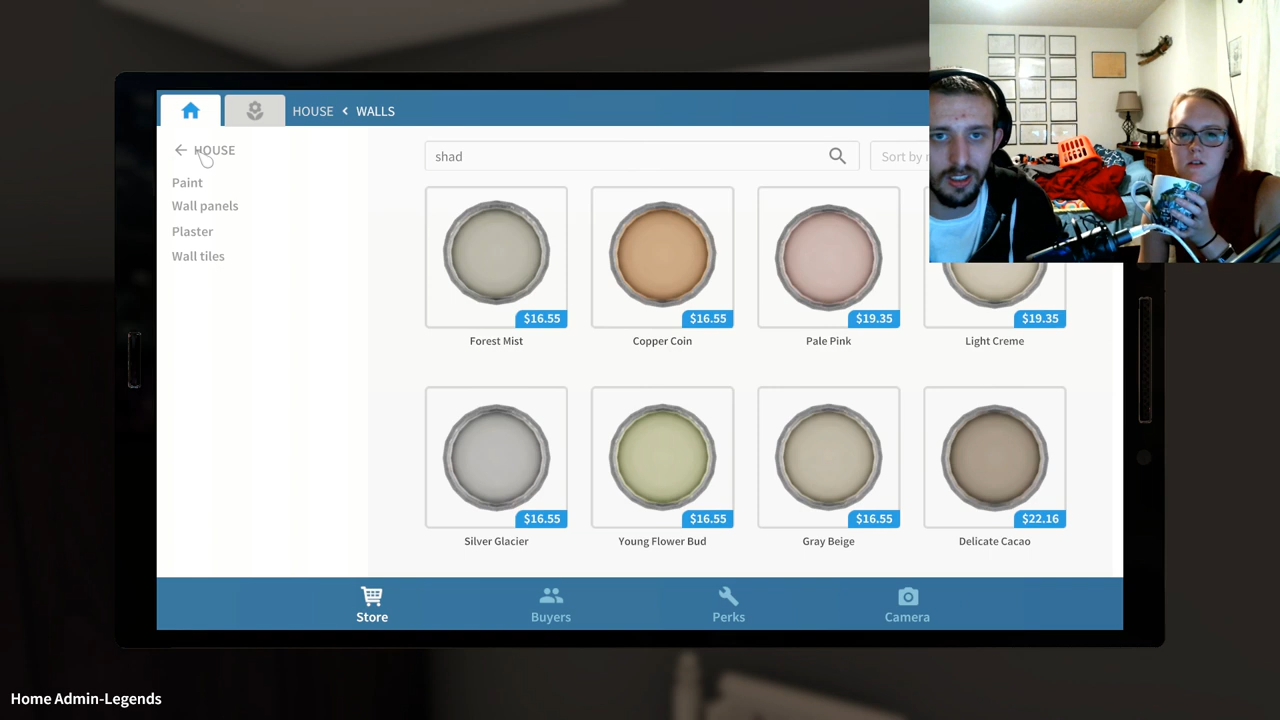 HOUSE < WALLS
HOUSE
Paint
Wall panels
Plaster
Wall tiles
shad
Sort by
$16.55
$16.55
$19.35
$19.35
Forest Mist
Copper Coin
Pale Pink
Light Creme
$16.55
$16.55
$16.55
$22.16
Silver Glacier
Young Flower Bud
Gray Beige
Delicate Cacao
Store
Buyers
Perks
Camera
Home Admin-Legends